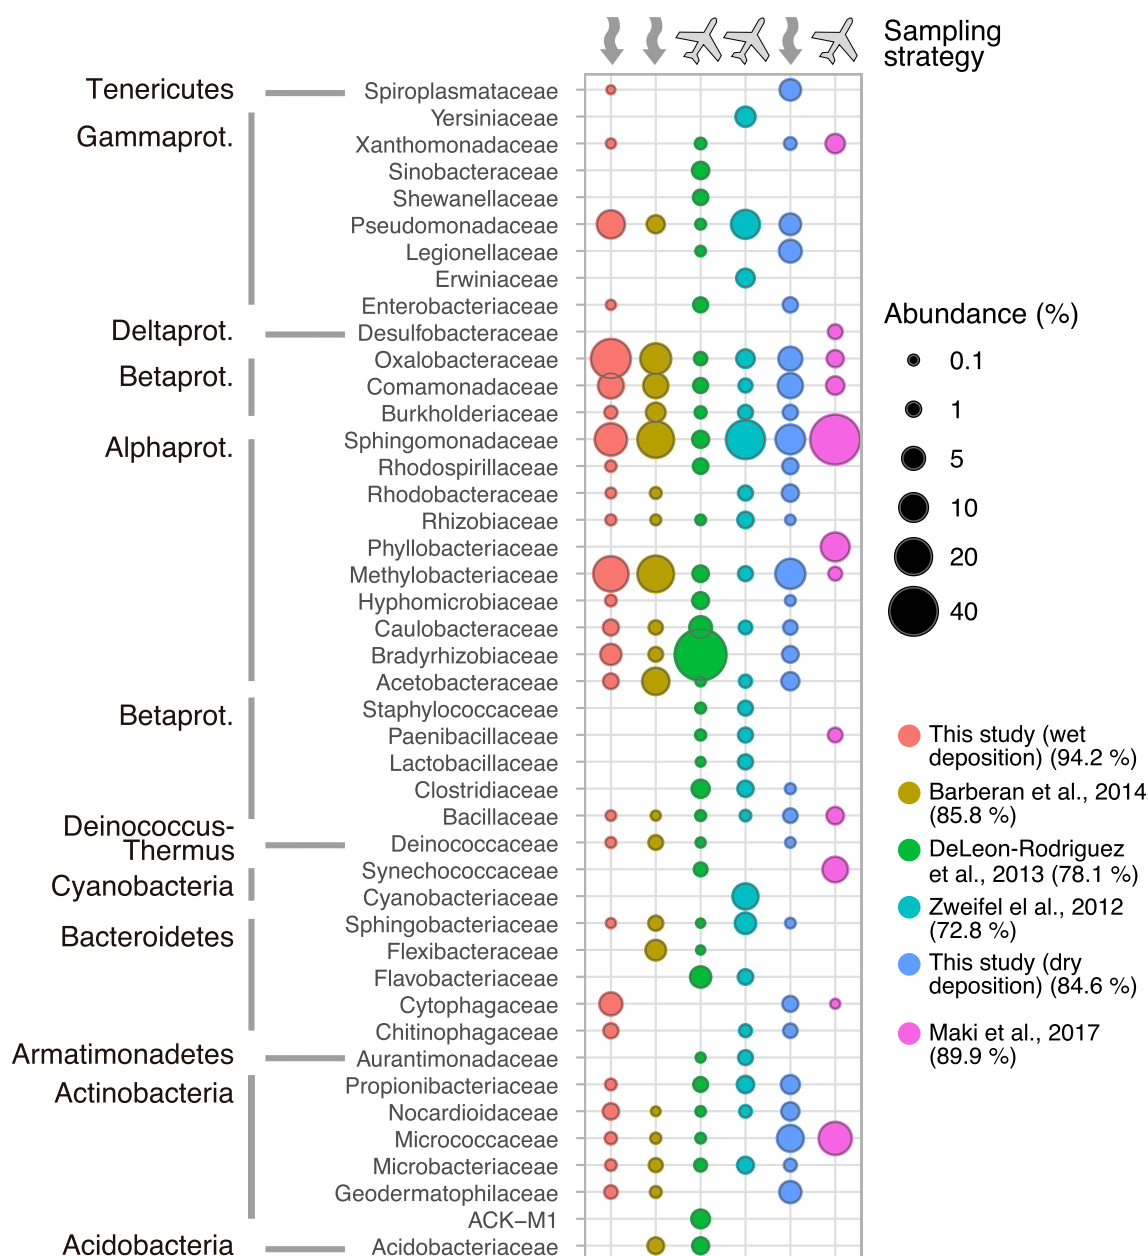 Sampling
strategy
Tenericutes
Gammaprot.
Deltaprot.
Betaprot.
Alphaprot.
Betaprot.
Deinococcus-
Thermus
Cyanobacteria
Bacteroidetes
Armatimonadetes
Actinobacteria
Acidobacteria
Spiroplasmataceae
Yersiniaceae
Xanthomonadaceae
Sinobacteraceae
Shewanellaceae
Pseudomonadaceae
Legionellaceae
Erwiniaceae
Enterobacteriaceae
Desulfobacteraceae
Oxalobacteraceae
Comamonadaceae
Burkholderiaceae
Sphingomonadaceae
Rhodospirillaceae
Rhodobacteraceae
Rhizobiaceae
Phyllobacteriaceae
Methylobacteriaceae
Hyphomicrobiaceae
Caulobacteraceae
Bradyrhizobiaceae
Acetobacteraceae
Staphylococcaceae
Paenibacillaceae
Lactobacillaceae
Clostridiaceae
Bacillaceae
Deinococcaceae
Synechococcaceae
Cyanobacteriaceae
Sphingobacteriaceae
Flexibacteraceae
Flavobacteriaceae
Cytophagaceae
Chitinophagaceae
Aurantimonadaceae
Propionibacteriaceae
Nocardioidaceae
Micrococcaceae
Microbacteriaceae
Geodermatophilaceae
ACK−M1
Acidobacteriaceae
Abundance (%)
0.1
1
5
10
20
40
This study (wet
deposition) (94.2 %)
Barberan et al., 2014
(85.8 %)
DeLeon-Rodriguez
et al., 2013 (78.1 %)
Zweifel el al., 2012
(72.8 %)
This study (dry
deposition) (84.6 %)
Maki et al., 2017
(89.9 %)